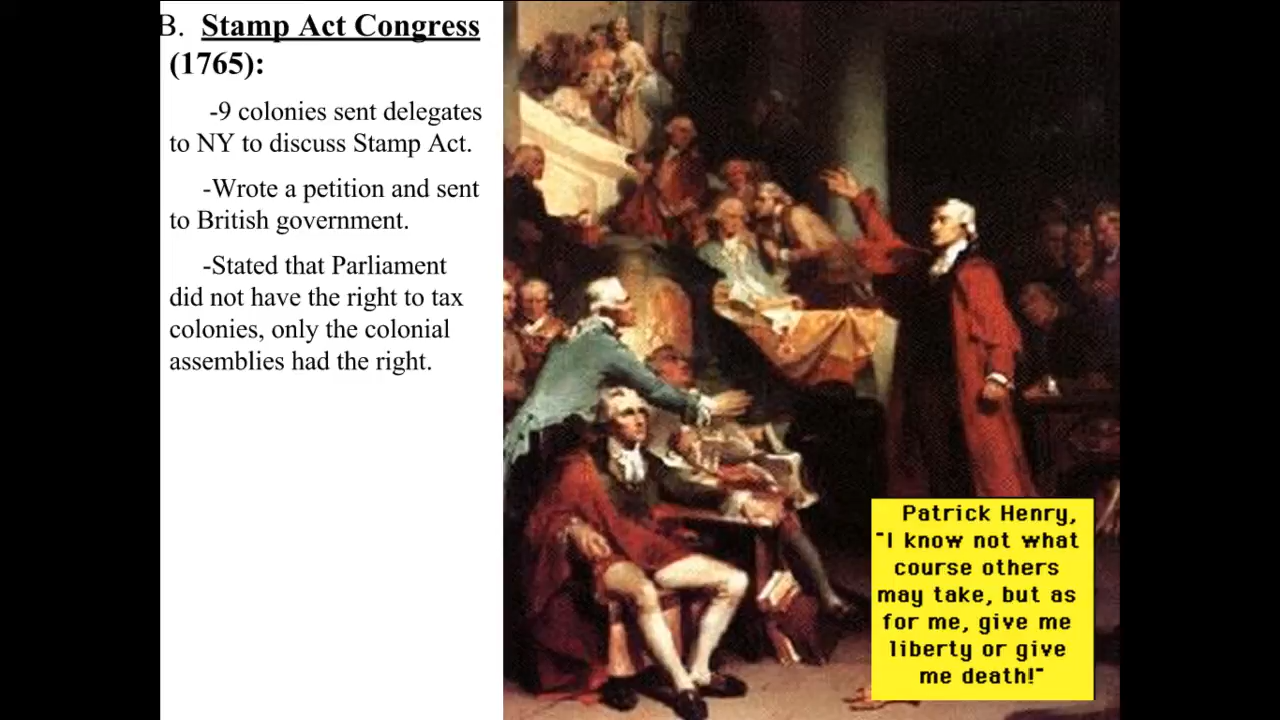 B. Stamp Act Congress
(1765):
-9 colonies sent delegates
to NY to discuss Stamp Act.
-Wrote a petition and sent
to British government.
-Stated that Parliament
did not have the right to tax
colonies, only the colonial
assemblies had the right.
Patrick Henry,
"I know not what
course others
may take, but as
for me, give me
liberty or give
me death!"